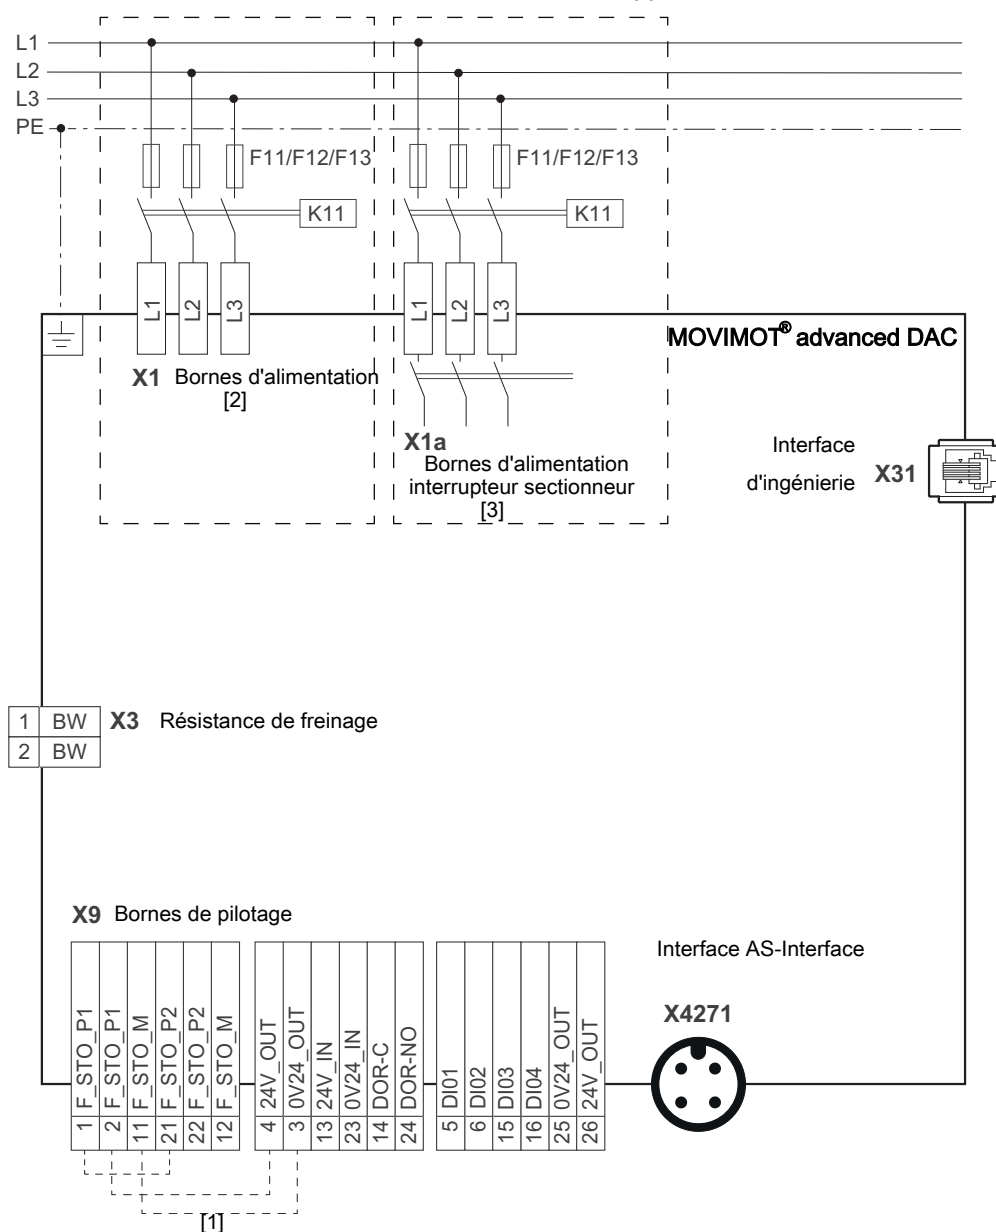 L1
L2
L3
PE
F11/F12/F13
F11/F12/F13
K11
K11
L1
L2
L3
L1
L2
L3
MOVIMOT® advanced DAC
X1 Bornes d'alimentation
[2]
X1a
Bornes d'alimentation
interrupteur sectionneur
[3]
Interface
d'ingénierie
X31
1 BW
2 BW
X3 Résistance de freinage
X9 Bornes de pilotage
1 F_STO_P1
2 F_STO_P1
11 F_STO_M
21 F_STO_P2
22 F_STO_P2
12 F_STO_M
4 24V_OUT
3 0V24_OUT
13 24V_IN
23 0V24_IN
14 DOR-C
24 DOR-NO
5 DI01
6 DI02
15 DI03
16 DI04
25 0V24_OUT
26 24V_OUT
Interface AS-Interface
X4271
[1]